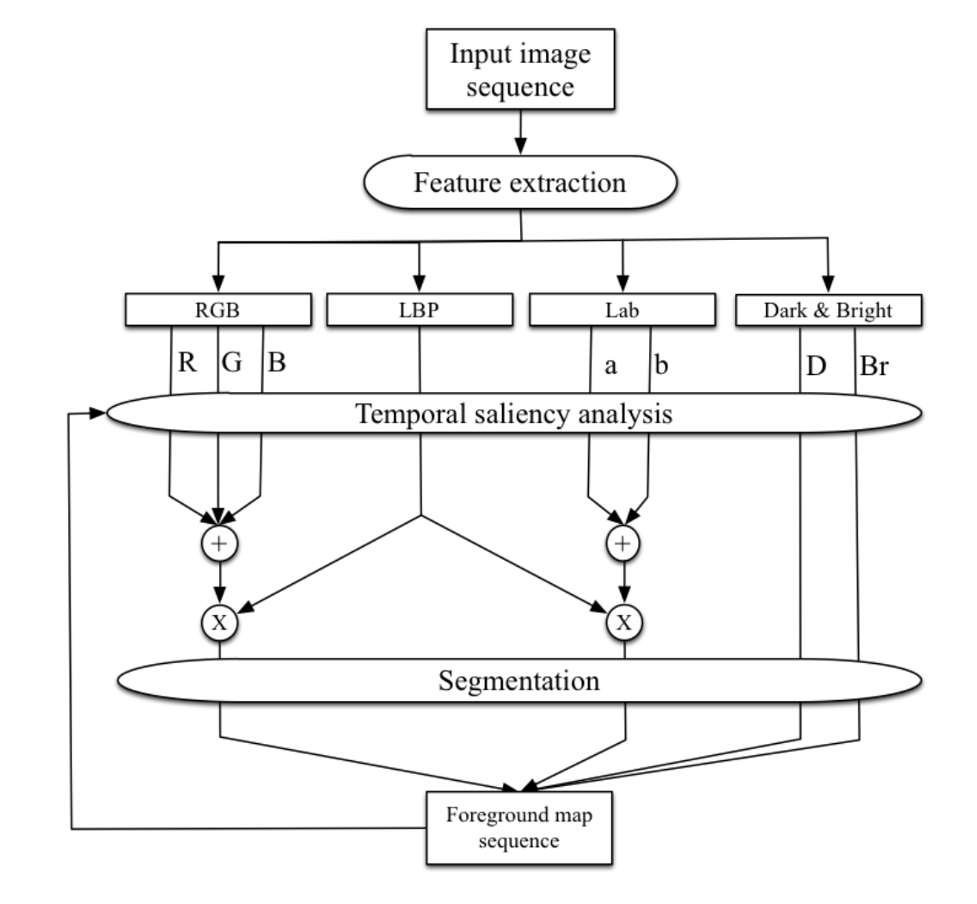 Input image
sequence
Feature extraction
RGB
LBP
Lab
Dark & Bright
R
G
B
a
b
D
Br
Temporal saliency analysis
+
+
X
X
Segmentation
Foreground map
sequence